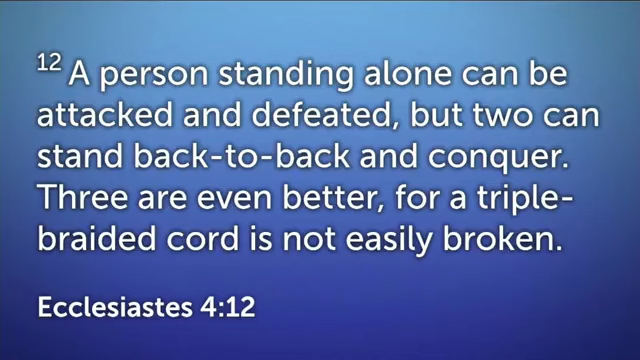 12 A person standing alone can be
attacked and defeated, but two can
stand back-to-back and conquer.
Three are even better, for a triple-
braided cord is not easily broken.
Ecclesiastes 4:12